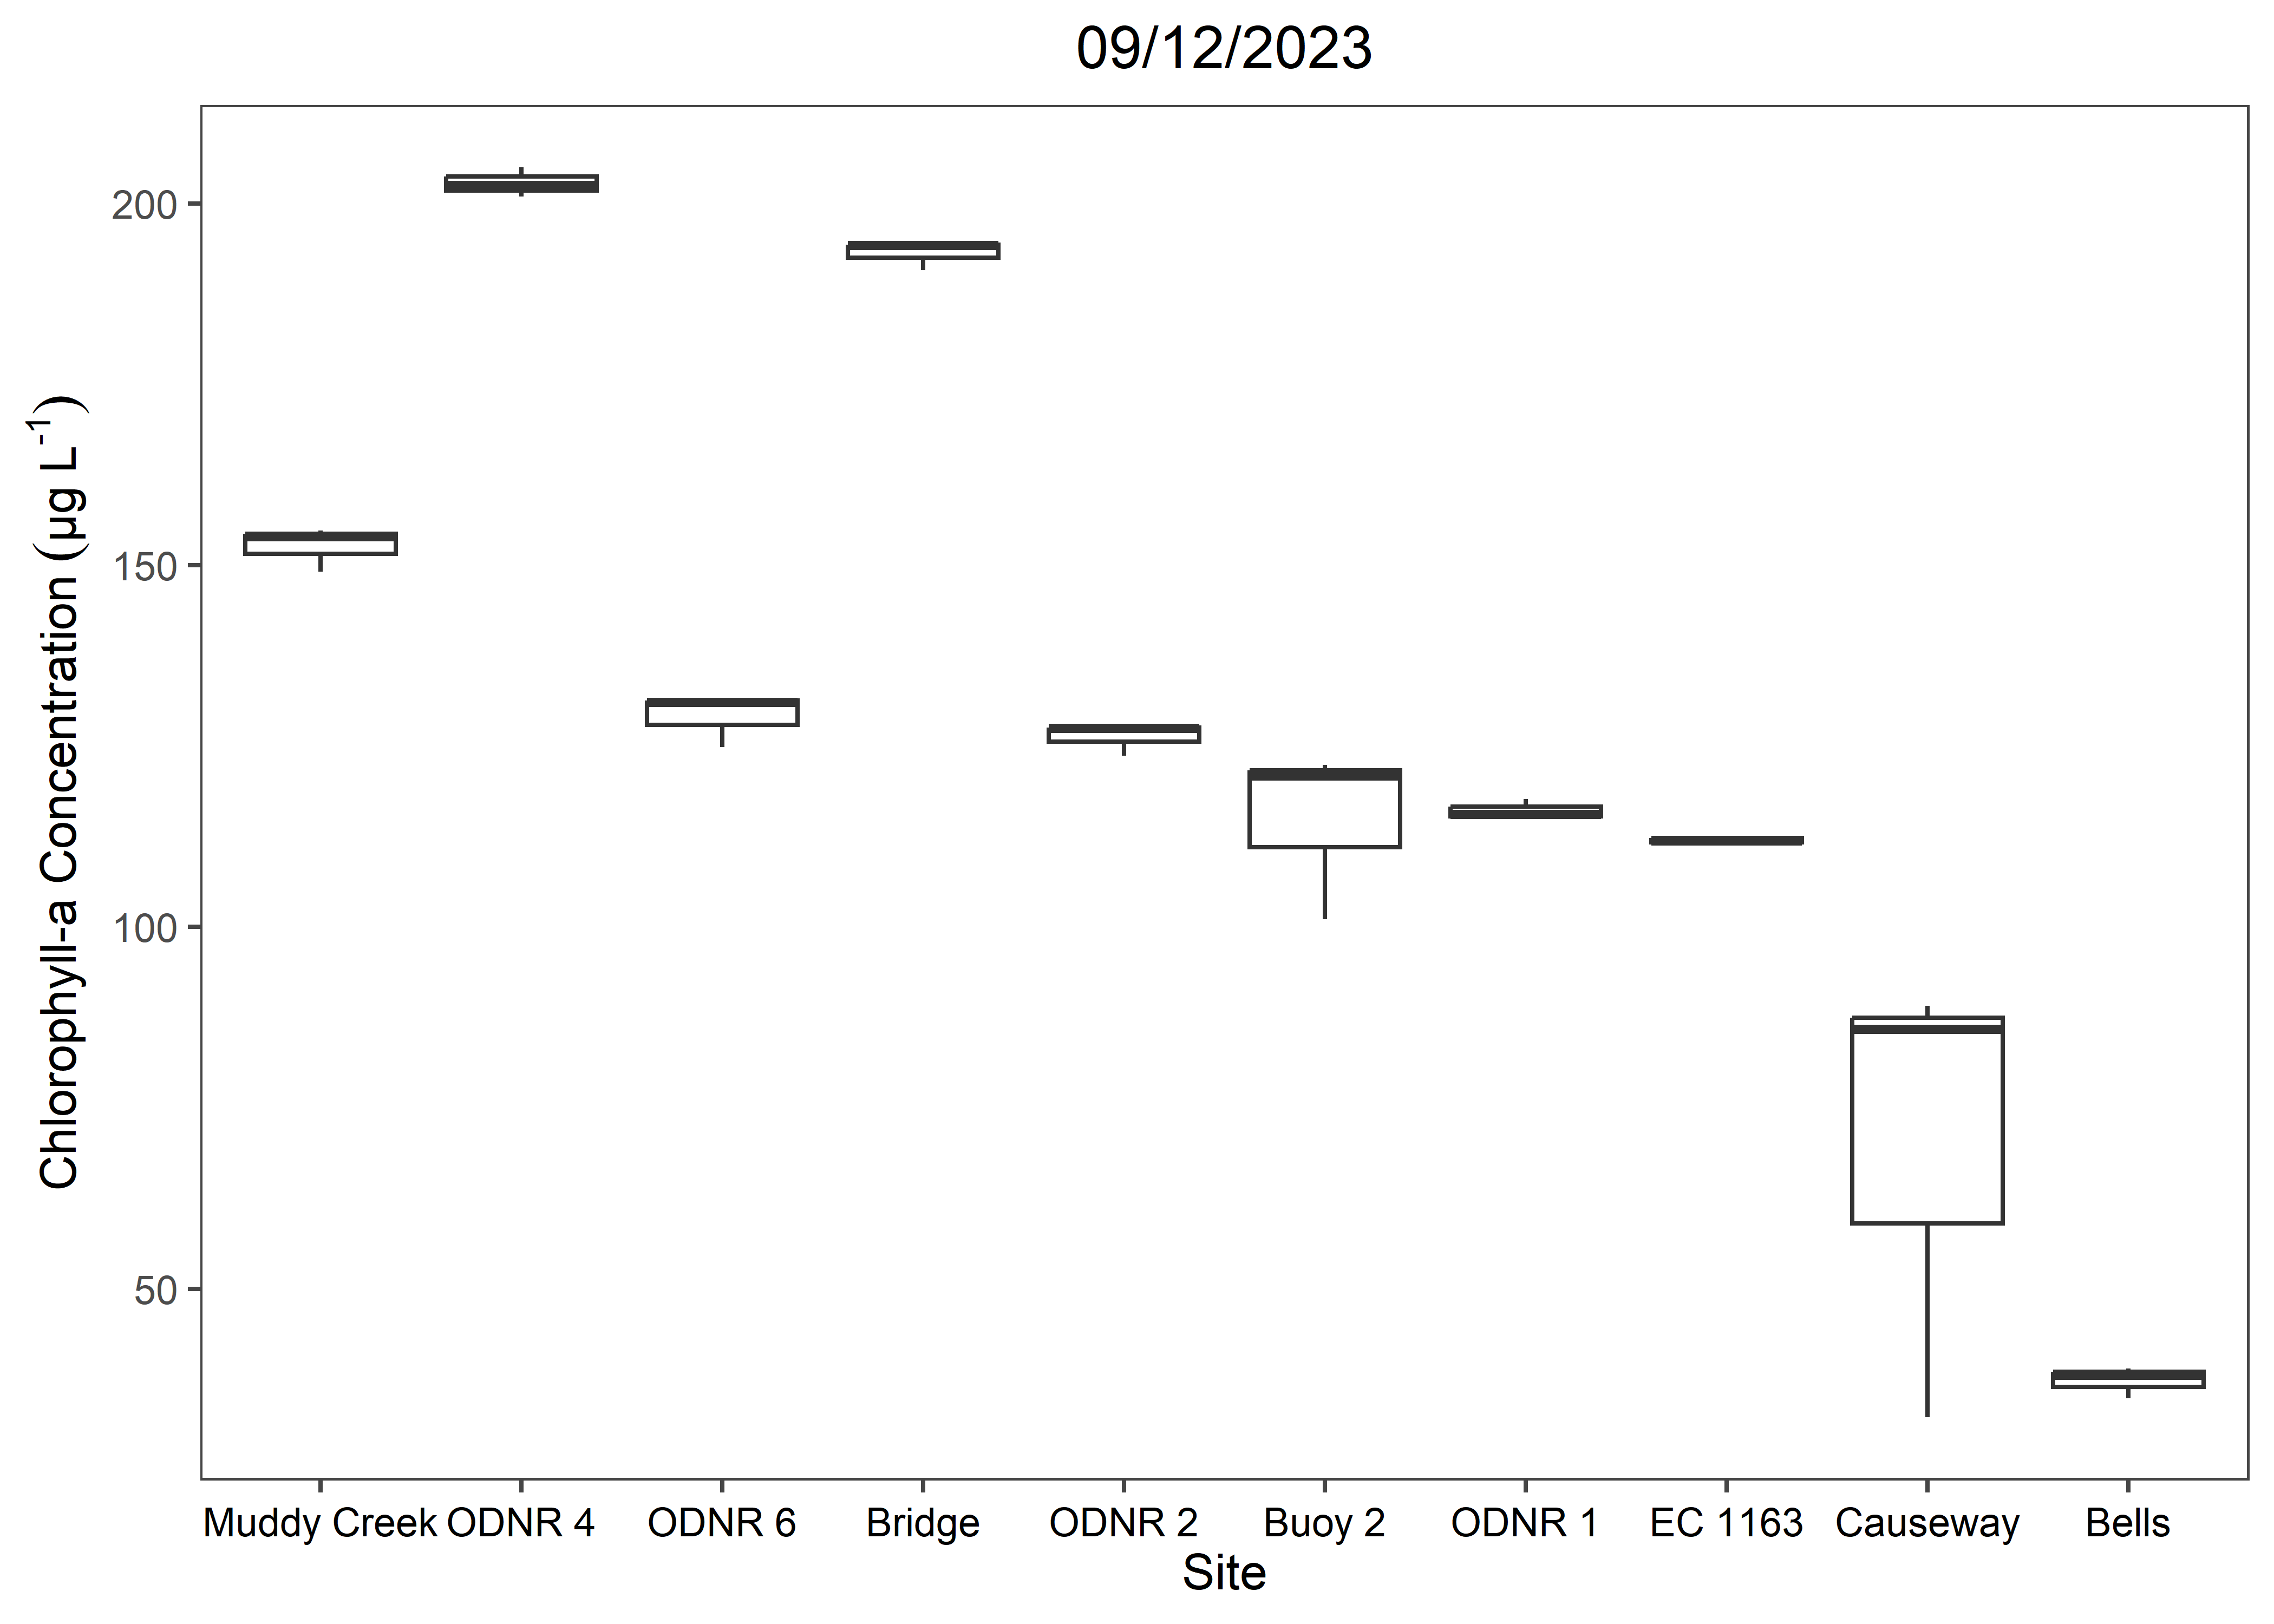 09/12/2023
Chlorophyll-a Concentration (µg L⁻¹)
200
150
100
50
Muddy Creek ODNR 4 ODNR 6 Bridge ODNR 2 Buoy 2 ODNR 1 EC 1163 Causeway Bells
Site